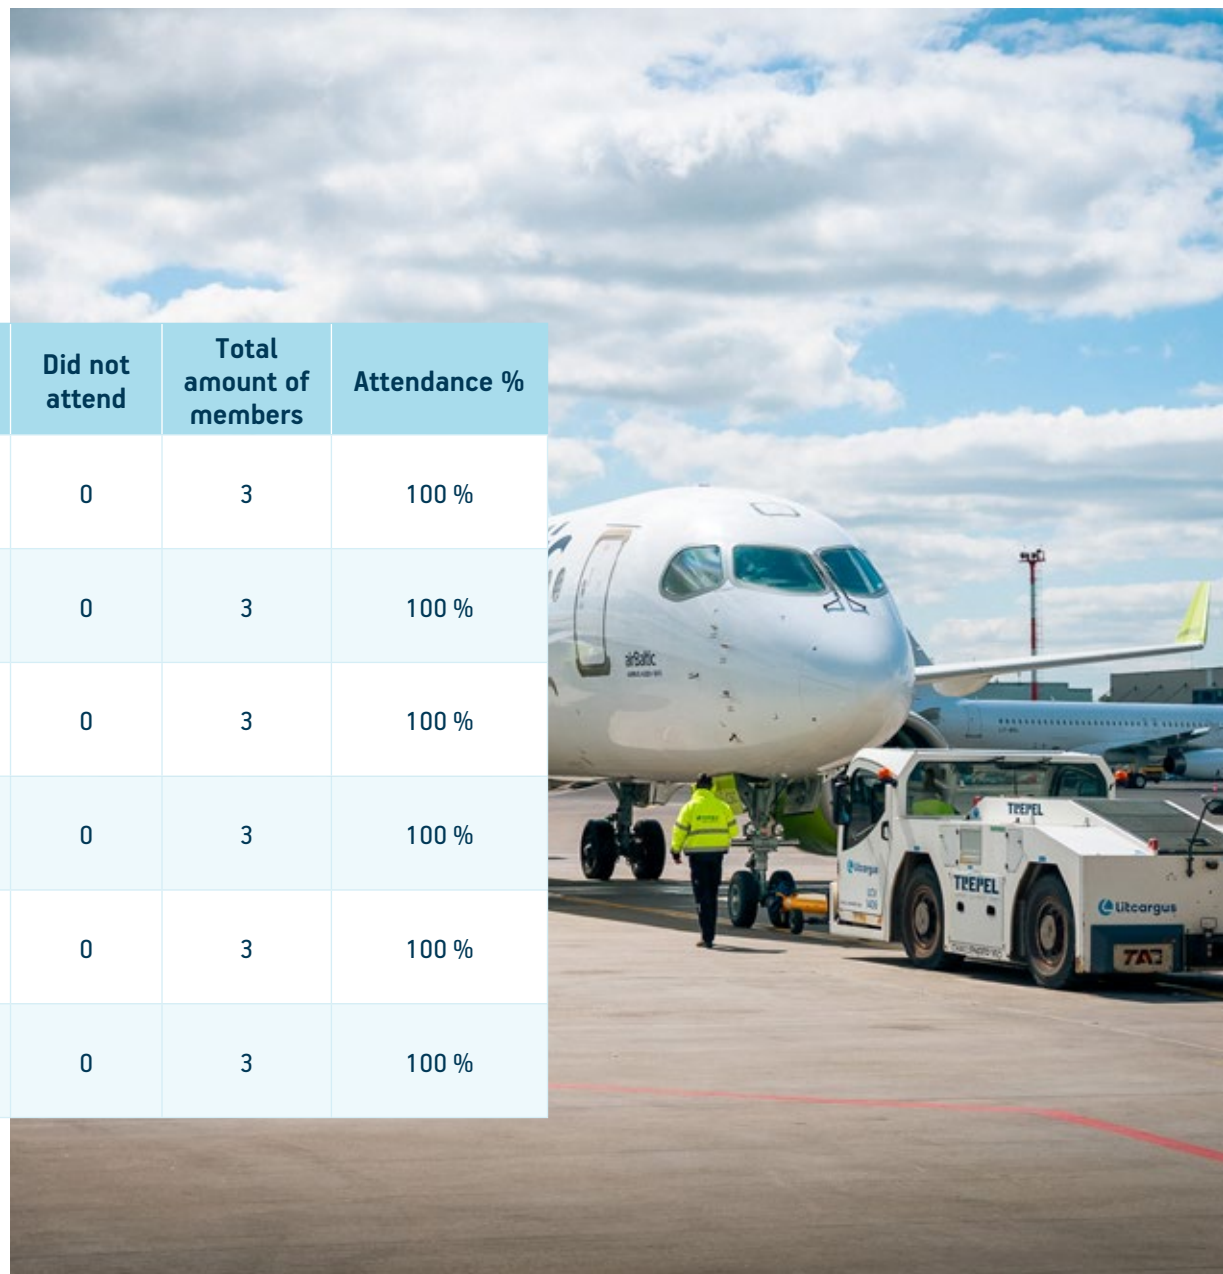 Did not
attend
Total
amount of
members
Attendance %
0 3 100 %
0 3 100 %
0 3 100 %
0 3 100 %
0 3 100 %
0 3 100 %
airBaltic
TREPEL
Litcargus
TREPEL
Litcargus